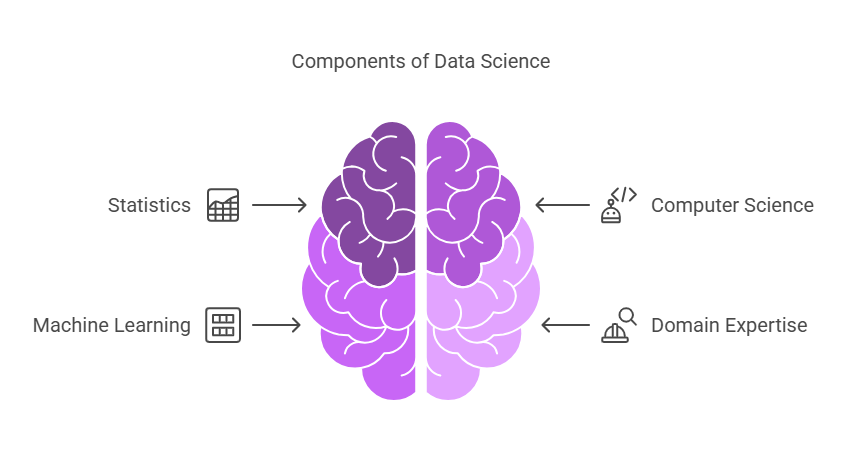 Components of Data Science
Statistics
Computer Science
Machine Learning
Domain Expertise